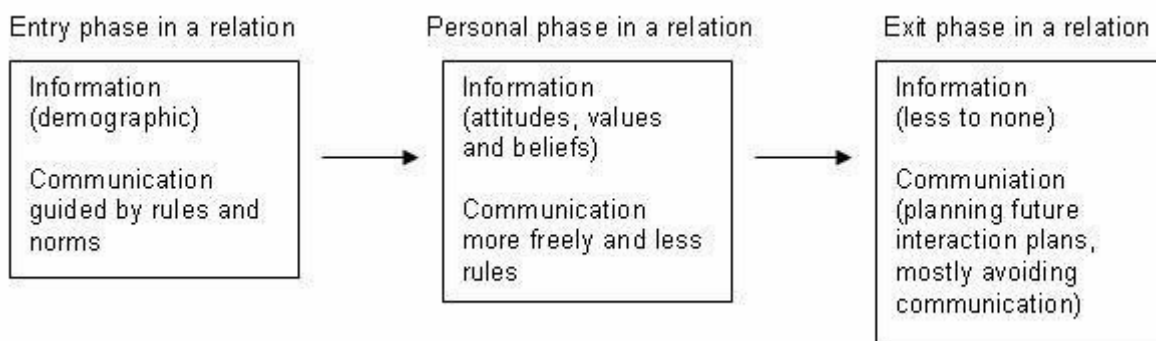 Entry phase in a relation
Information
(demographic)
Communication
guided by rules and
norms
Personal phase in a relation
Information
(attitudes, values
and beliefs)
Communication
more freely and less
rules
Exit phase in a relation
Information
(less to none)
Communiation
(planning future
interaction plans,
mostly avoiding
communication)